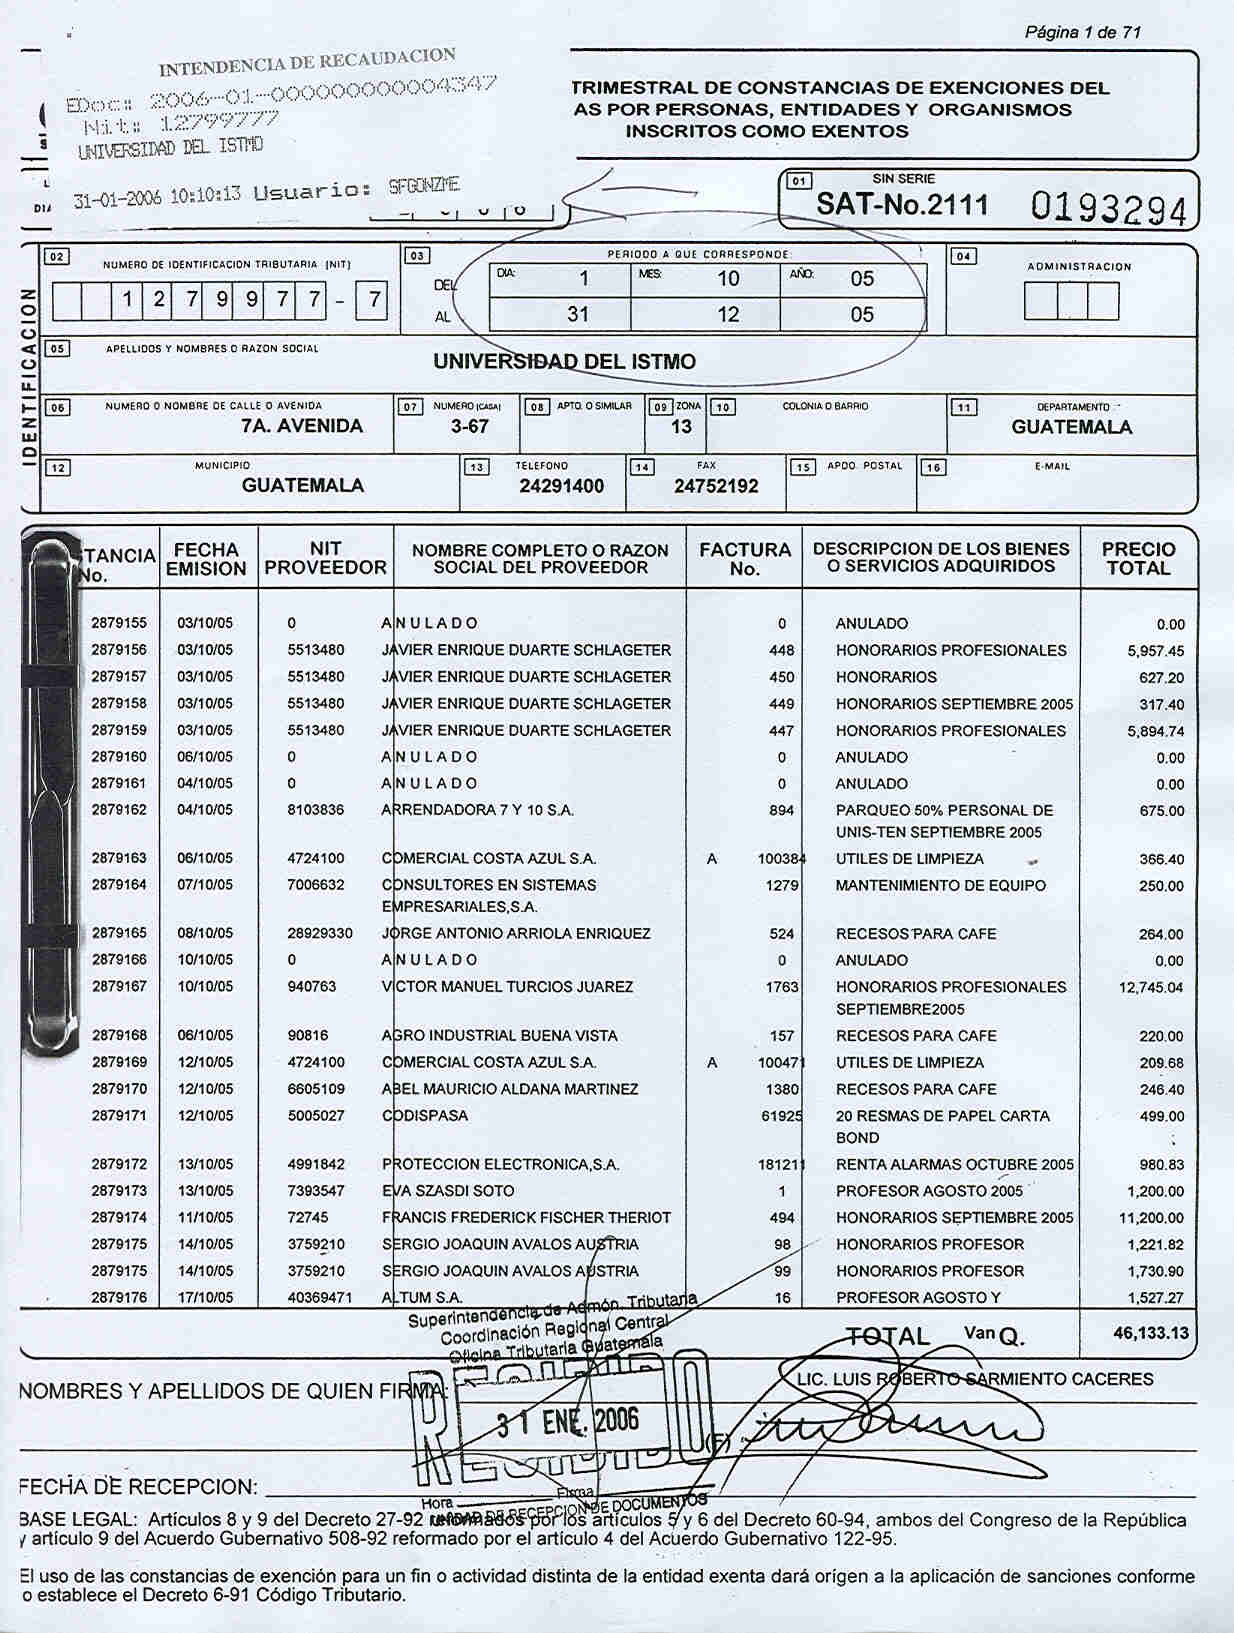 Página 1 de 71
INTENDENCIA DE RECAUDACION
EDoc: 2006-01-000000000004347
Nit: 12799777
UNIVERSIDAD DEL ISTMO
31-01-2006 10:10:13 Usuario: SFGONZME
TRIMESTRAL DE CONSTANCIAS DE EXENCIONES DEL
AS POR PERSONAS, ENTIDADES Y ORGANISMOS
INSCRITOS COMO EXENTOS
01 SIN SERIE
SAT-No.2111 0193294
IDENTIFICACION
02 NUMERO DE IDENTIFICACION TRIBUTARIA (NIT)
1 2 7 9 9 7 7 - 7
03 PERIODO A QUE CORRESPONDE:
DEL DIA: 1 MES: 10 AÑO: 05
AL 31 12 05
04 ADMINISTRACION
05 APELLIDOS Y NOMBRES O RAZON SOCIAL
UNIVERSIDAD DEL ISTMO
06 NUMERO O NOMBRE DE CALLE O AVENIDA 07 NUMERO (CASA) 08 APTO. O SIMILAR 09 ZONA 10 COLONIA O BARRIO 11 DEPARTAMENTO
7A. AVENIDA 3-67 13 GUATEMALA
12 MUNICIPIO 13 TELEFONO 14 FAX 15 APDO. POSTAL 16 E-MAIL
GUATEMALA 24291400 24752192
TANCIA No. FECHA EMISION NIT PROVEEDOR NOMBRE COMPLETO O RAZON SOCIAL DEL PROVEEDOR FACTURA No. DESCRIPCION DE LOS BIENES O SERVICIOS ADQUIRIDOS PRECIO TOTAL
2879155 03/10/05 0 A N U L A D O 0 ANULADO 0.00
2879156 03/10/05 5513480 JAVIER ENRIQUE DUARTE SCHLAGETER 448 HONORARIOS PROFESIONALES 5,957.45
2879157 03/10/05 5513480 JAVIER ENRIQUE DUARTE SCHLAGETER 450 HONORARIOS 627.20
2879158 03/10/05 5513480 JAVIER ENRIQUE DUARTE SCHLAGETER 449 HONORARIOS SEPTIEMBRE 2005 317.40
2879159 03/10/05 5513480 JAVIER ENRIQUE DUARTE SCHLAGETER 447 HONORARIOS PROFESIONALES 5,894.74
2879160 06/10/05 0 A N U L A D O 0 ANULADO 0.00
2879161 04/10/05 0 A N U L A D O 0 ANULADO 0.00
2879162 04/10/05 8103836 ARRENDADORA 7 Y 10 S.A. 894 PARQUEO 50% PERSONAL DE 675.00
UNIS-TEN SEPTIEMBRE 2005
2879163 06/10/05 4724100 COMERCIAL COSTA AZUL S.A. A 100384 UTILES DE LIMPIEZA 366.40
2879164 07/10/05 7006632 CONSULTORES EN SISTEMAS 1279 MANTENIMIENTO DE EQUIPO 250.00
EMPRESARIALES,S.A.
2879165 08/10/05 28929330 JORGE ANTONIO ARRIOLA ENRIQUEZ 524 RECESOS PARA CAFE 264.00
2879166 10/10/05 0 A N U L A D O 0 ANULADO 0.00
2879167 10/10/05 940763 VICTOR MANUEL TURCIOS JUAREZ 1763 HONORARIOS PROFESIONALES 12,745.04
SEPTIEMBRE2005
2879168 06/10/05 90816 AGRO INDUSTRIAL BUENA VISTA 157 RECESOS PARA CAFE 220.00
2879169 12/10/05 4724100 COMERCIAL COSTA AZUL S.A. A 100471 UTILES DE LIMPIEZA 209.68
2879170 12/10/05 6605109 ABEL MAURICIO ALDANA MARTINEZ 1380 RECESOS PARA CAFE 246.40
2879171 12/10/05 5005027 CODISPASA 61925 20 RESMAS DE PAPEL CARTA 499.00
BOND
2879172 13/10/05 4991842 PROTECCION ELECTRONICA,S.A. 181211 RENTA ALARMAS OCTUBRE 2005 980.83
2879173 13/10/05 7393547 EVA SZASDI SOTO 1 PROFESOR AGOSTO 2005 1,200.00
2879174 11/10/05 72745 FRANCIS FREDERICK FISCHER THERIOT 494 HONORARIOS SEPTIEMBRE 2005 11,200.00
2879175 14/10/05 3759210 SERGIO JOAQUIN AVALOS AUSTRIA 98 HONORARIOS PROFESOR 1,221.82
2879175 14/10/05 3759210 SERGIO JOAQUIN AVALOS AUSTRIA 99 HONORARIOS PROFESOR 1,730.90
2879176 17/10/05 40369471 ALTUM S.A. 16 PROFESOR AGOSTO Y 1,527.27
TOTAL Van Q. 46,133.13
Superintendencia de Admón. Tributaria
Coordinación Regional Central
Oficina Tributaria Guatemala
RECIBIDO
31 ENE. 2006
Hora Firma
UNIDAD DE RECEPCION DE DOCUMENTOS
NOMBRES Y APELLIDOS DE QUIEN FIRMA: LIC. LUIS ROBERTO SARMIENTO CACERES
(F)
FECHA DE RECEPCION:
BASE LEGAL: Artículos 8 y 9 del Decreto 27-92 reformados por los artículos 5 y 6 del Decreto 60-94, ambos del Congreso de la República
y artículo 9 del Acuerdo Gubernativo 508-92 reformado por el artículo 4 del Acuerdo Gubernativo 122-95.
El uso de las constancias de exención para un fin o actividad distinta de la entidad exenta dará orígen a la aplicación de sanciones conforme
o establece el Decreto 6-91 Código Tributario.